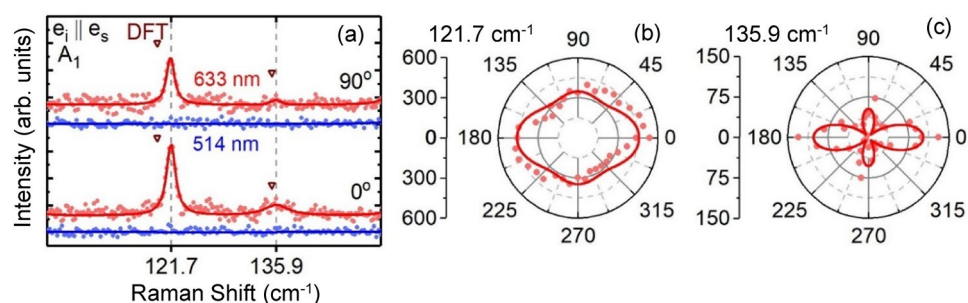 Intensity (arb. units)
e_i ∥ e_s DFT (a)
A_1
633 nm 90°
514 nm
0°
121.7 135.9
Raman Shift (cm⁻¹)
121.7 cm⁻¹ (b)
600
300
0
300
600
90
135 45
180 0
225 315
270
135.9 cm⁻¹ (c)
150
75
0
75
150
90
135 45
180 0
225 315
270